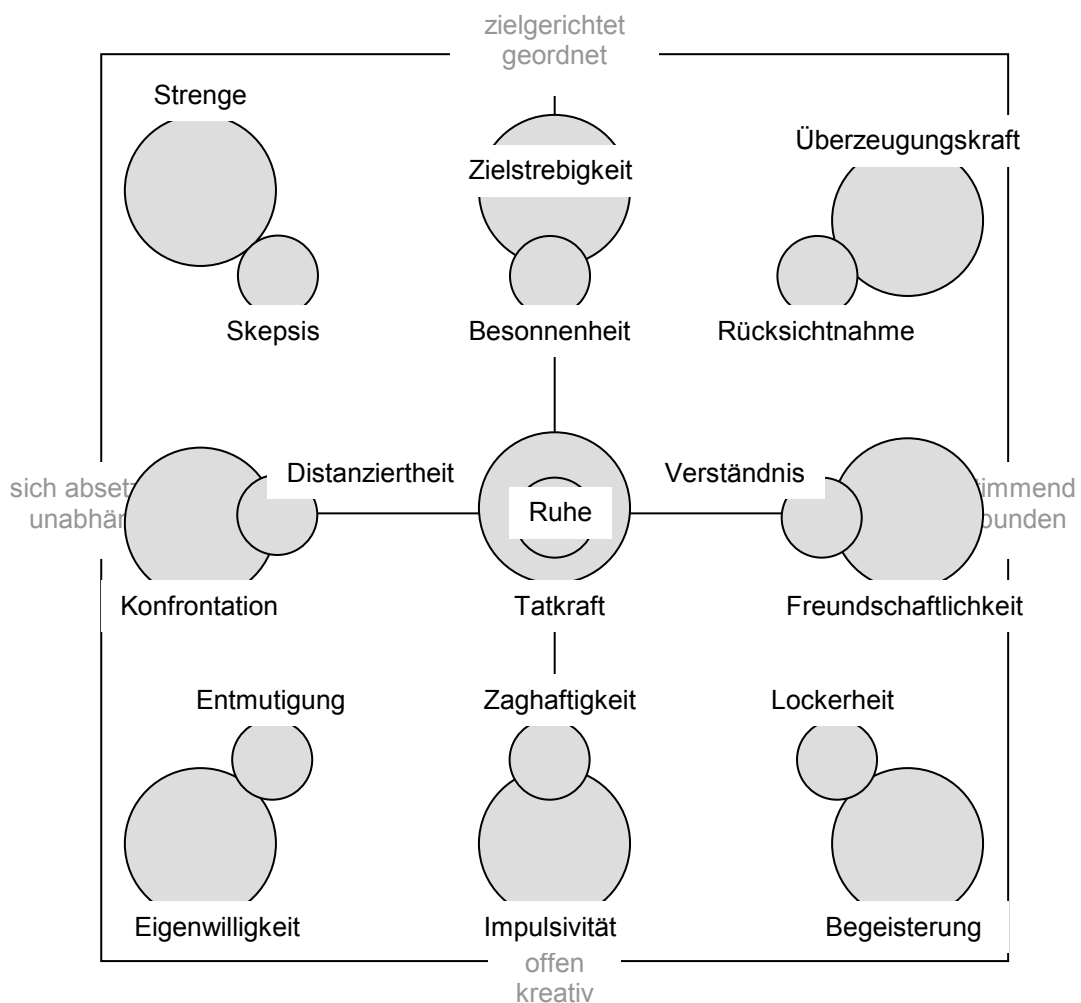 zielgerichtet
geordnet
Strenge
Überzeugungskraft
Zielstrebigkeit
Skepsis
Besonnenheit
Rücksichtnahme
Distanziertheit
Verständnis
sich
Ruhe
Konfrontation
Tatkraft
Freundschaftlichkeit
Entmutigung
Zaghaftigkeit
Lockerheit
Eigenwilligkeit
Impulsivität
Begeisterung
offen
kreativ